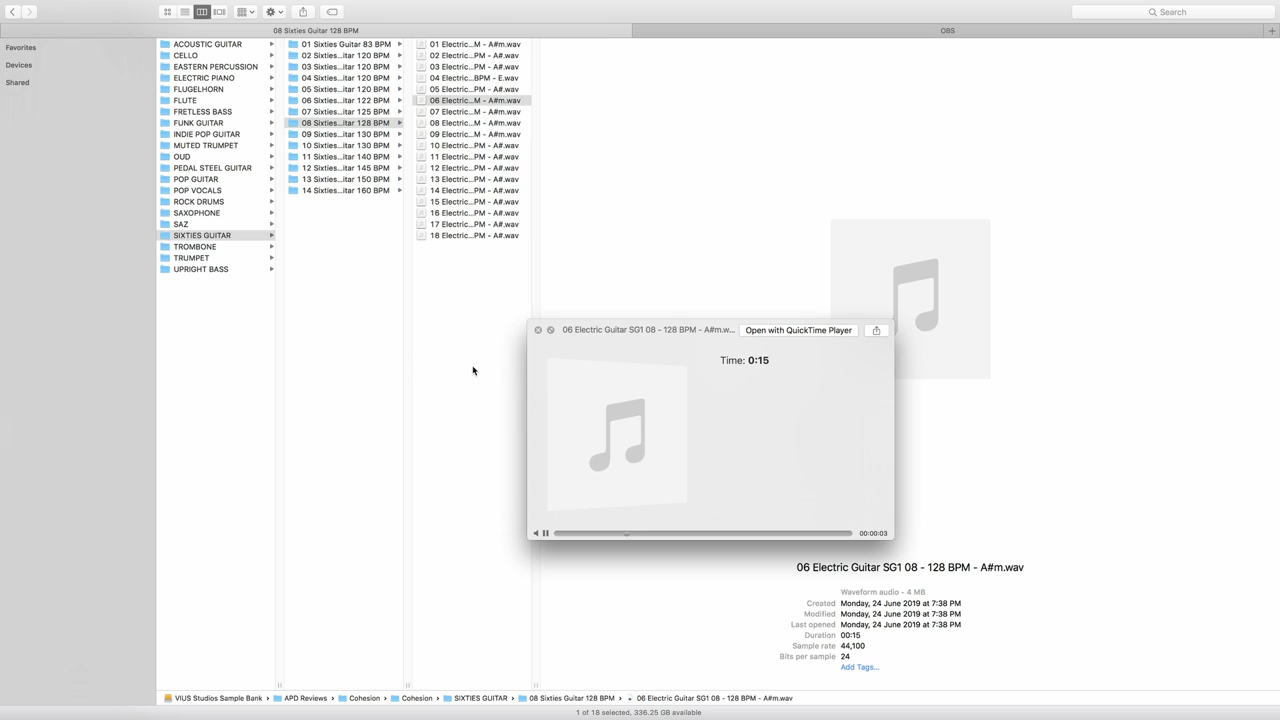 Search
08 Sixties Guitar 128 BPM
OBS
Favorites
Devices
Shared
ACOUSTIC GUITAR
CELLO
EASTERN PERCUSSION
ELECTRIC PIANO
FLUGELHORN
FLUTE
FRETLESS BASS
FUNK GUITAR
INDIE POP GUITAR
MUTED TRUMPET
OUD
PEDAL STEEL GUITAR
POP GUITAR
POP VOCALS
ROCK DRUMS
SAXOPHONE
SAZ
SIXTIES GUITAR
TROMBONE
TRUMPET
UPRIGHT BASS
01 Sixties Guitar 83 BPM
02 Sixties...itar 120 BPM
03 Sixties...itar 120 BPM
04 Sixties...itar 120 BPM
05 Sixties...itar 120 BPM
06 Sixties...itar 122 BPM
07 Sixties...itar 125 BPM
08 Sixties...itar 128 BPM
09 Sixties...itar 130 BPM
10 Sixties...itar 130 BPM
11 Sixties...itar 140 BPM
12 Sixties...itar 145 BPM
13 Sixties...itar 150 BPM
14 Sixties...itar 160 BPM
01 Electric...M - A#m.wav
02 Electric...PM - A#.wav
03 Electric...PM - A#.wav
04 Electric...BPM - E.wav
05 Electric...PM - A#.wav
06 Electric...M - A#m.wav
07 Electric...M - A#m.wav
08 Electric...M - A#m.wav
09 Electric...M - A#m.wav
10 Electric...PM - A#.wav
11 Electric...PM - A#.wav
12 Electric...PM - A#.wav
13 Electric...PM - A#.wav
14 Electric...PM - A#.wav
15 Electric...PM - A#.wav
16 Electric...PM - A#.wav
17 Electric...PM - A#.wav
18 Electric...PM - A#.wav
06 Electric Guitar SG1 08 - 128 BPM - A#m.w...
Open with QuickTime Player
Time: 0:15
00:00:03
06 Electric Guitar SG1 08 - 128 BPM - A#m.wav
Waveform audio - 4 MB
Created Monday, 24 June 2019 at 7:38 PM
Modified Monday, 24 June 2019 at 7:38 PM
Last opened Monday, 24 June 2019 at 7:38 PM
Duration 00:15
Sample rate 44,100
Bits per sample 24
Add Tags...
VIUS Studios Sample Bank › APD Reviews › Cohesion › Cohesion › SIXTIES GUITAR › 08 Sixties Guitar 128 BPM › 06 Electric Guitar SG1 08 - 128 BPM - A#m.wav
1 of 18 selected, 336.25 GB available